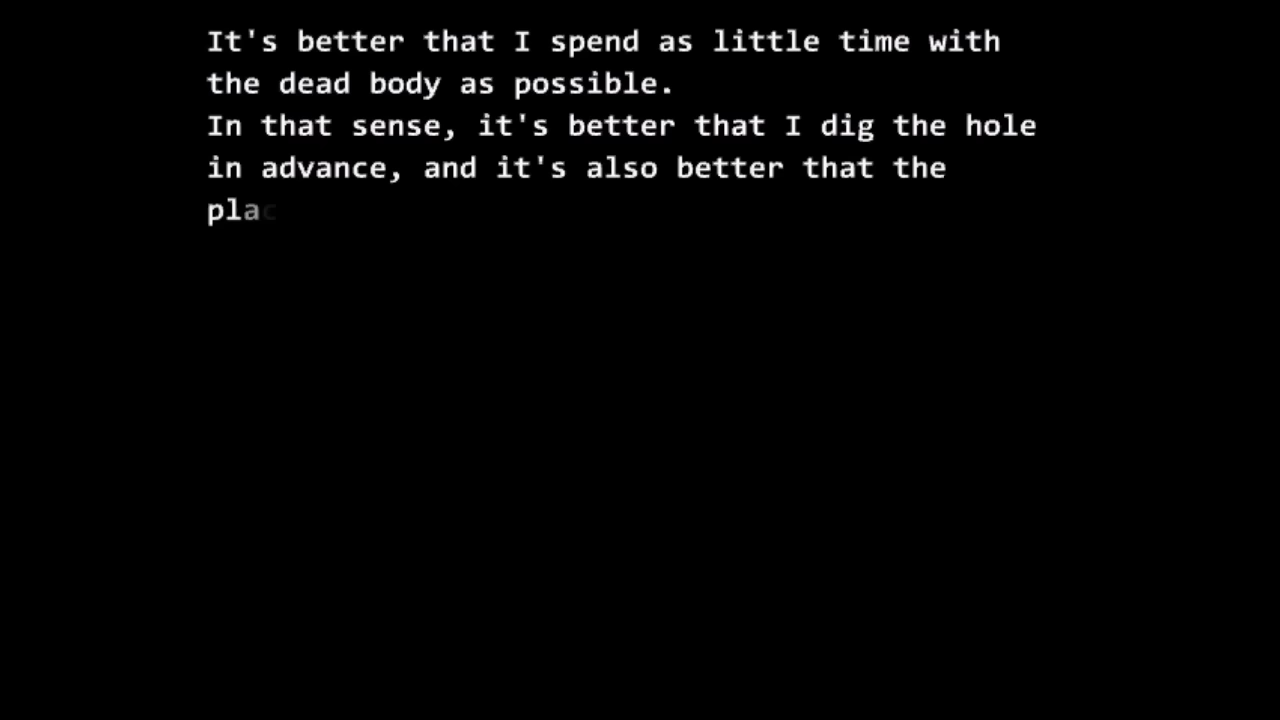 It's better that I spend as little time with
the dead body as possible.
In that sense, it's better that I dig the hole
in advance, and it's also better that the
plac